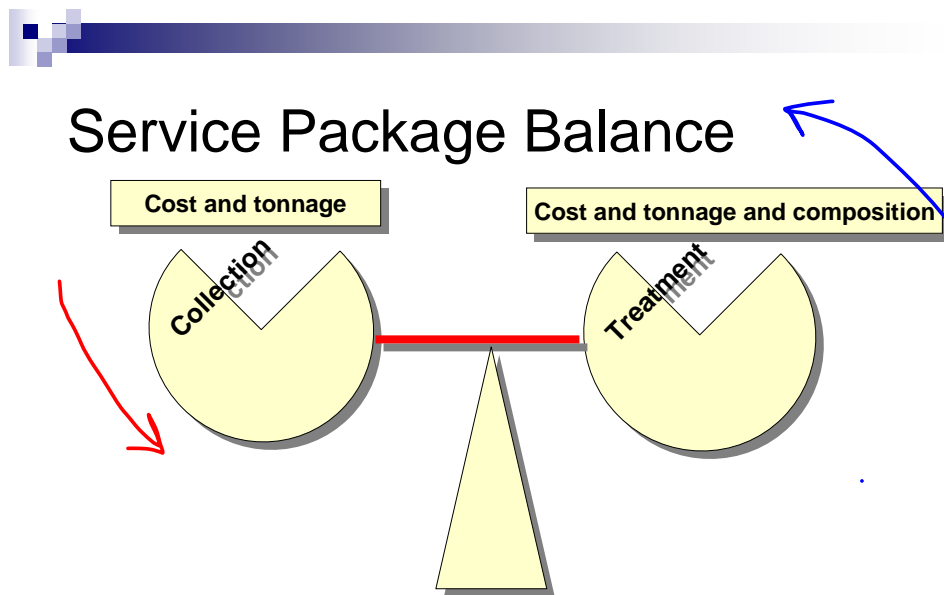 Service Package Balance
Cost and tonnage
Cost and tonnage and composition
Collection
Treatment